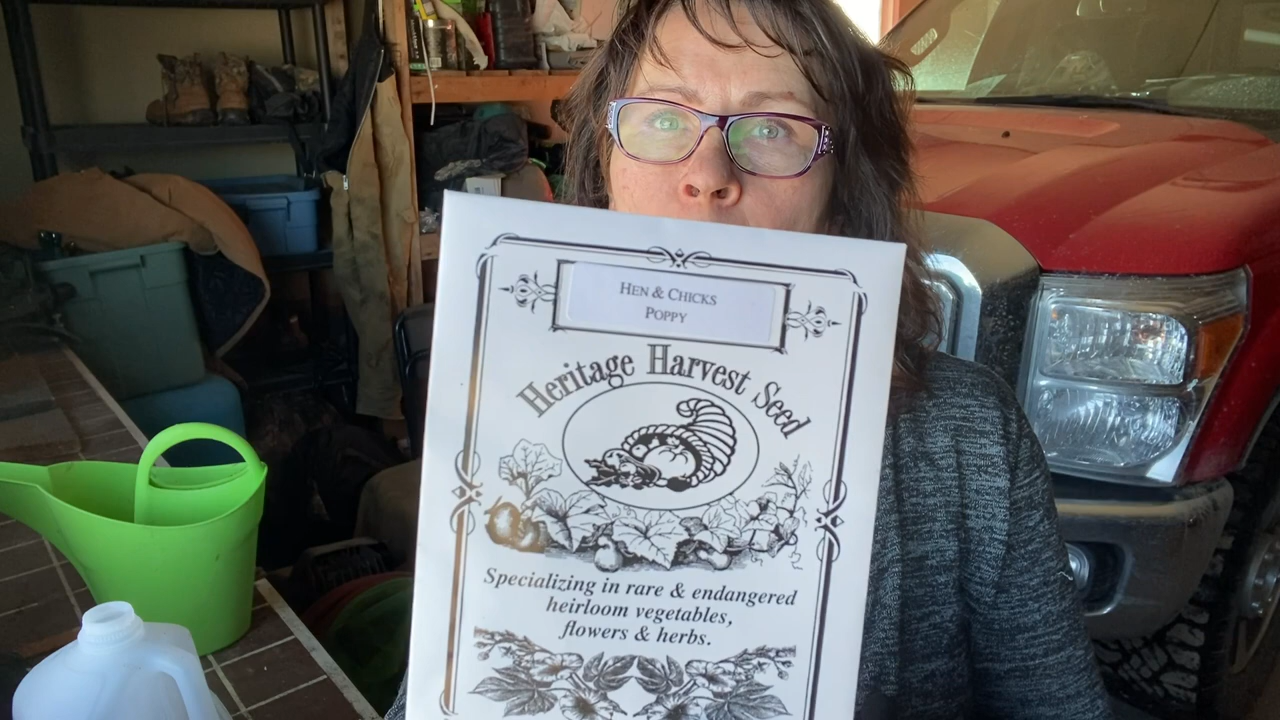 HEN & CHICKS
POPPY
Heritage Harvest Seed
Specializing in rare & endangered
heirloom vegetables,
flowers & herbs.